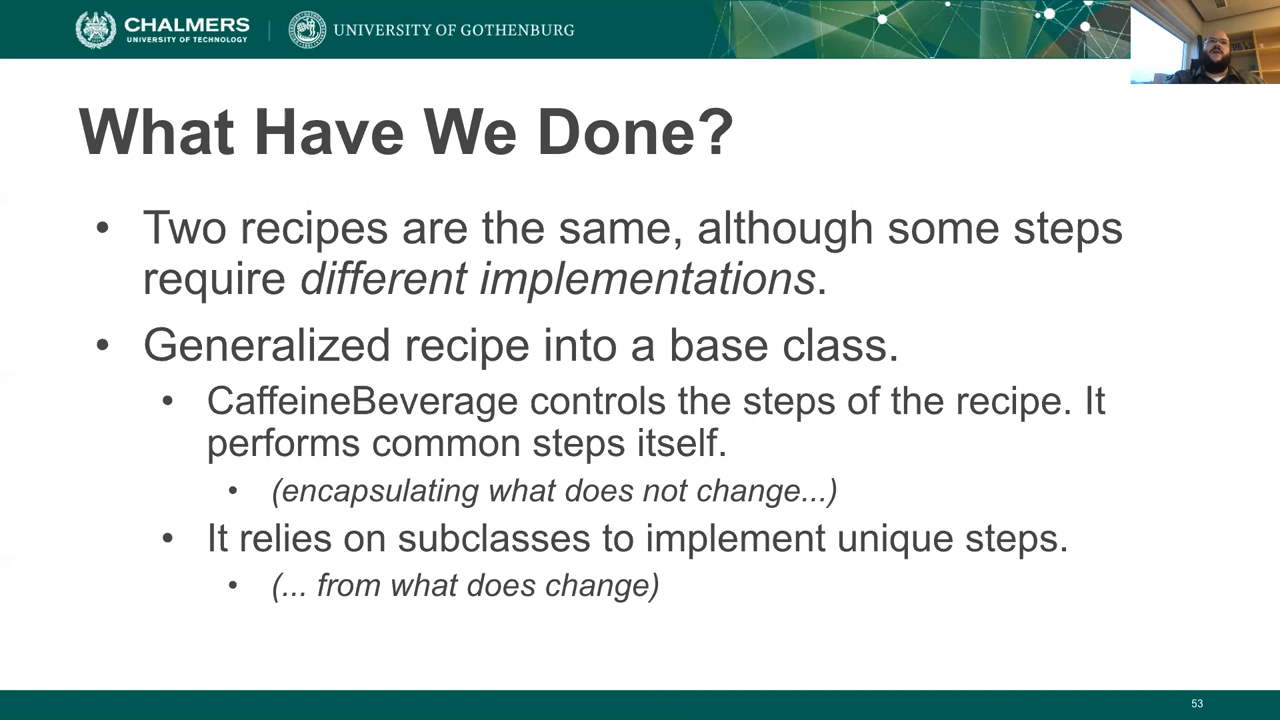 CHALMERS
UNIVERSITY OF TECHNOLOGY
UNIVERSITY OF GOTHENBURG
What Have We Done?
• Two recipes are the same, although some steps
require different implementations.
• Generalized recipe into a base class.
• CaffeineBeverage controls the steps of the recipe. It
performs common steps itself.
• (encapsulating what does not change...)
• It relies on subclasses to implement unique steps.
• (... from what does change)
53